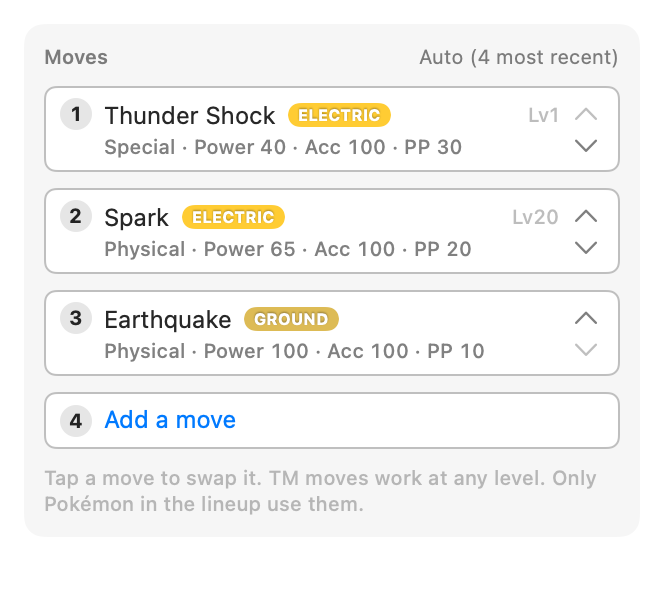 Moves Auto (4 most recent)
1 Thunder Shock ELECTRIC Lv1
Special · Power 40 · Acc 100 · PP 30
2 Spark ELECTRIC Lv20
Physical · Power 65 · Acc 100 · PP 20
3 Earthquake GROUND
Physical · Power 100 · Acc 100 · PP 10
4 Add a move
Tap a move to swap it. TM moves work at any level. Only
Pokémon in the lineup use them.